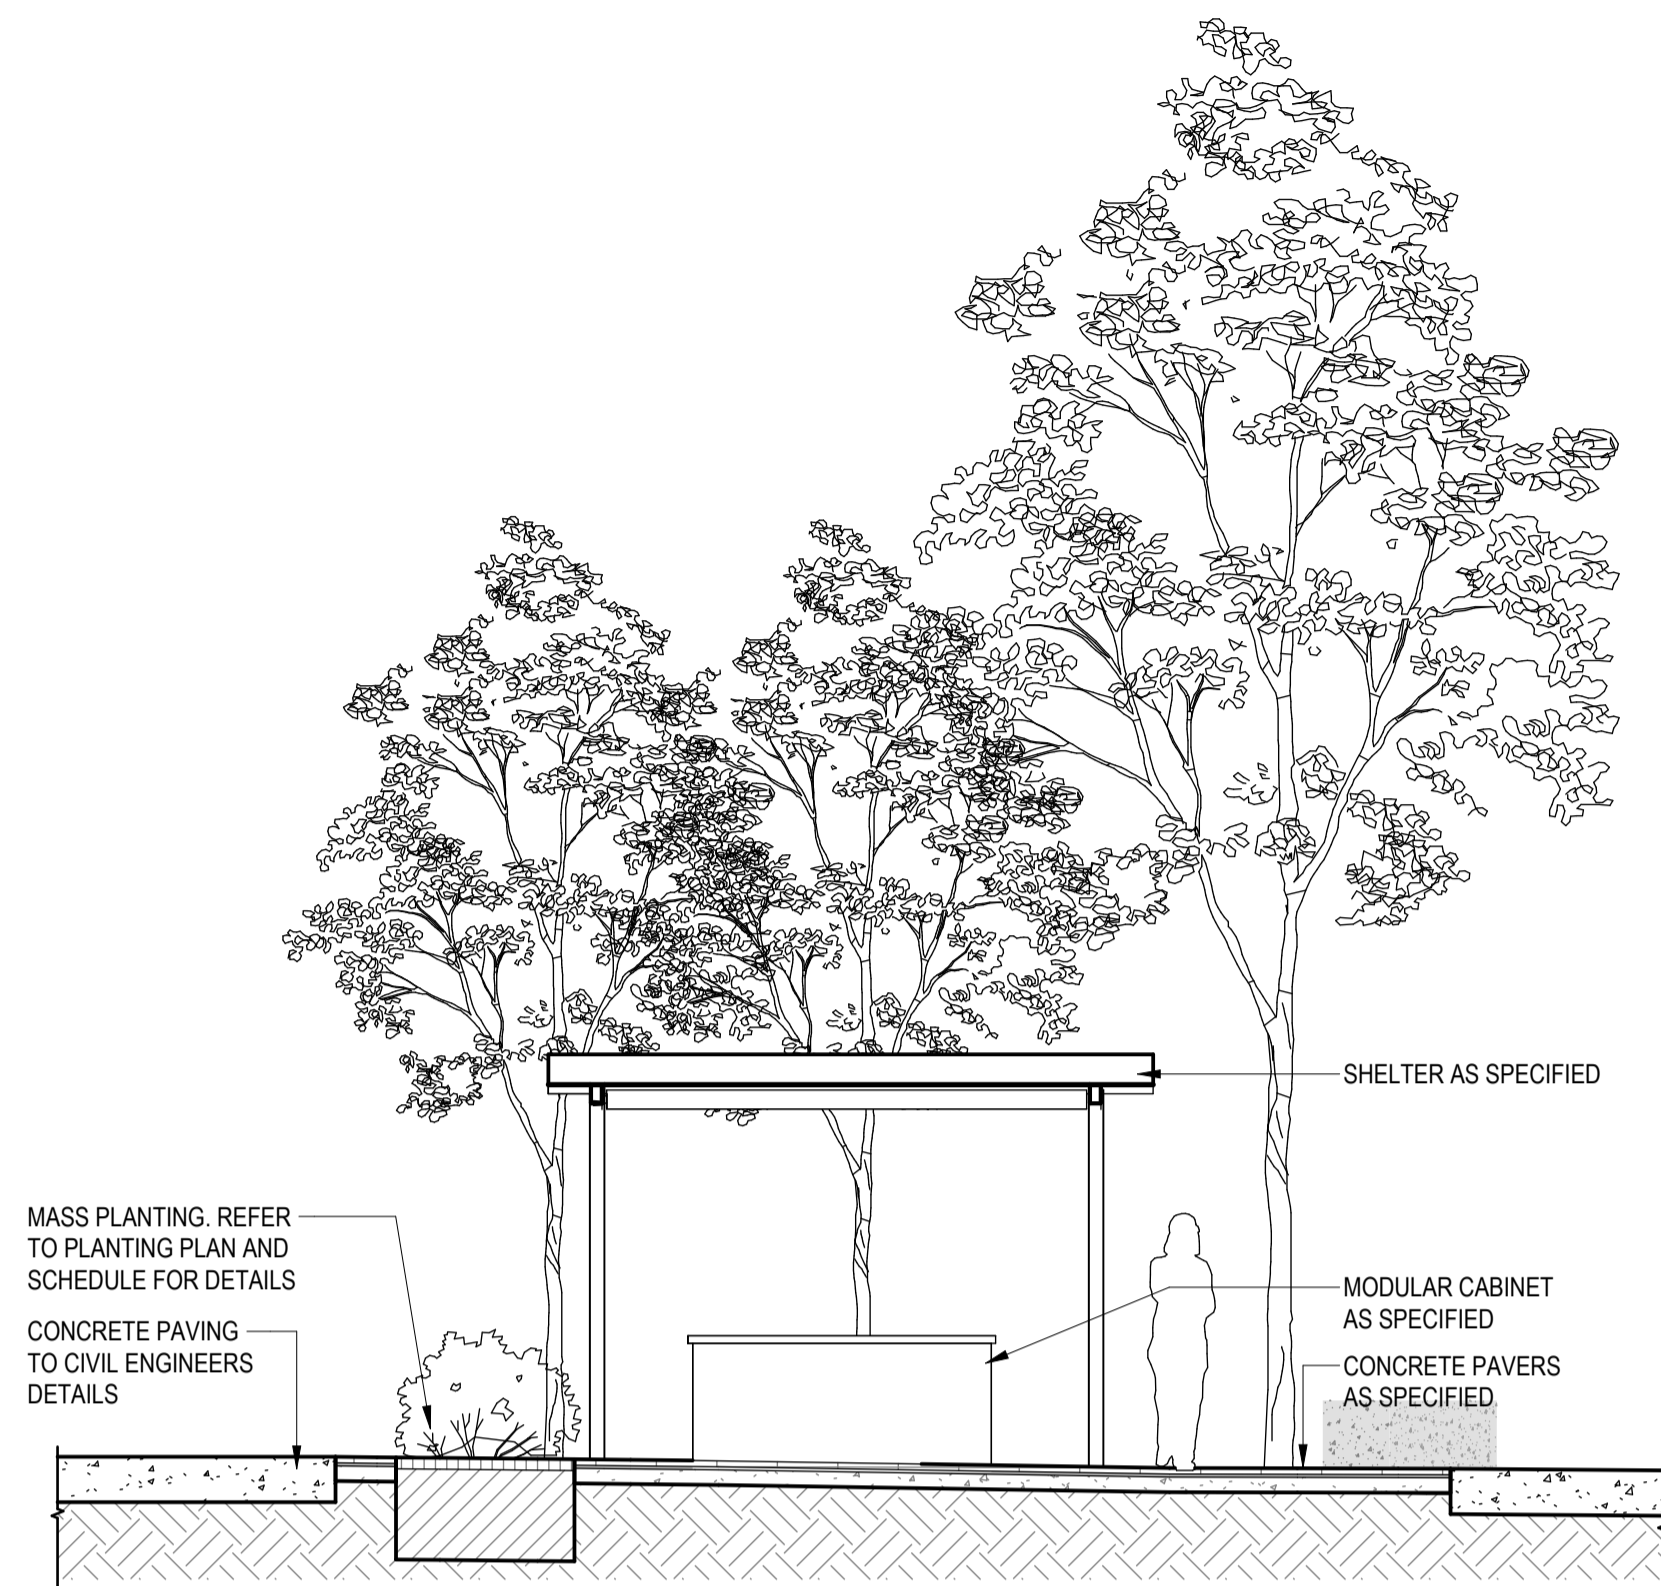 SHELTER AS SPECIFIED
MASS PLANTING. REFER
TO PLANTING PLAN AND
SCHEDULE FOR DETAILS
CONCRETE PAVING
TO CIVIL ENGINEERS
DETAILS
MODULAR CABINET
AS SPECIFIED
CONCRETE PAVERS
AS SPECIFIED